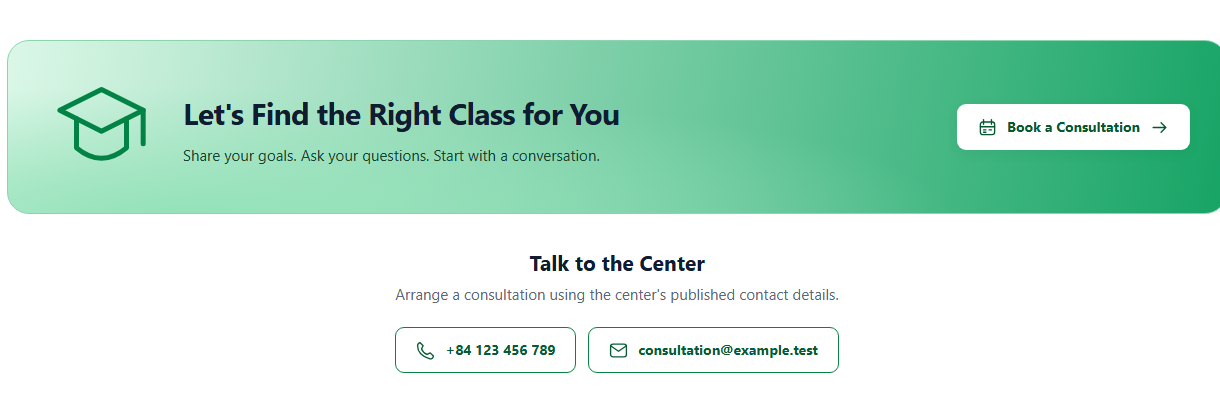 Let's Find the Right Class for You
Share your goals. Ask your questions. Start with a conversation.
Book a Consultation
Talk to the Center
Arrange a consultation using the center's published contact details.
+84 123 456 789
consultation@example.test